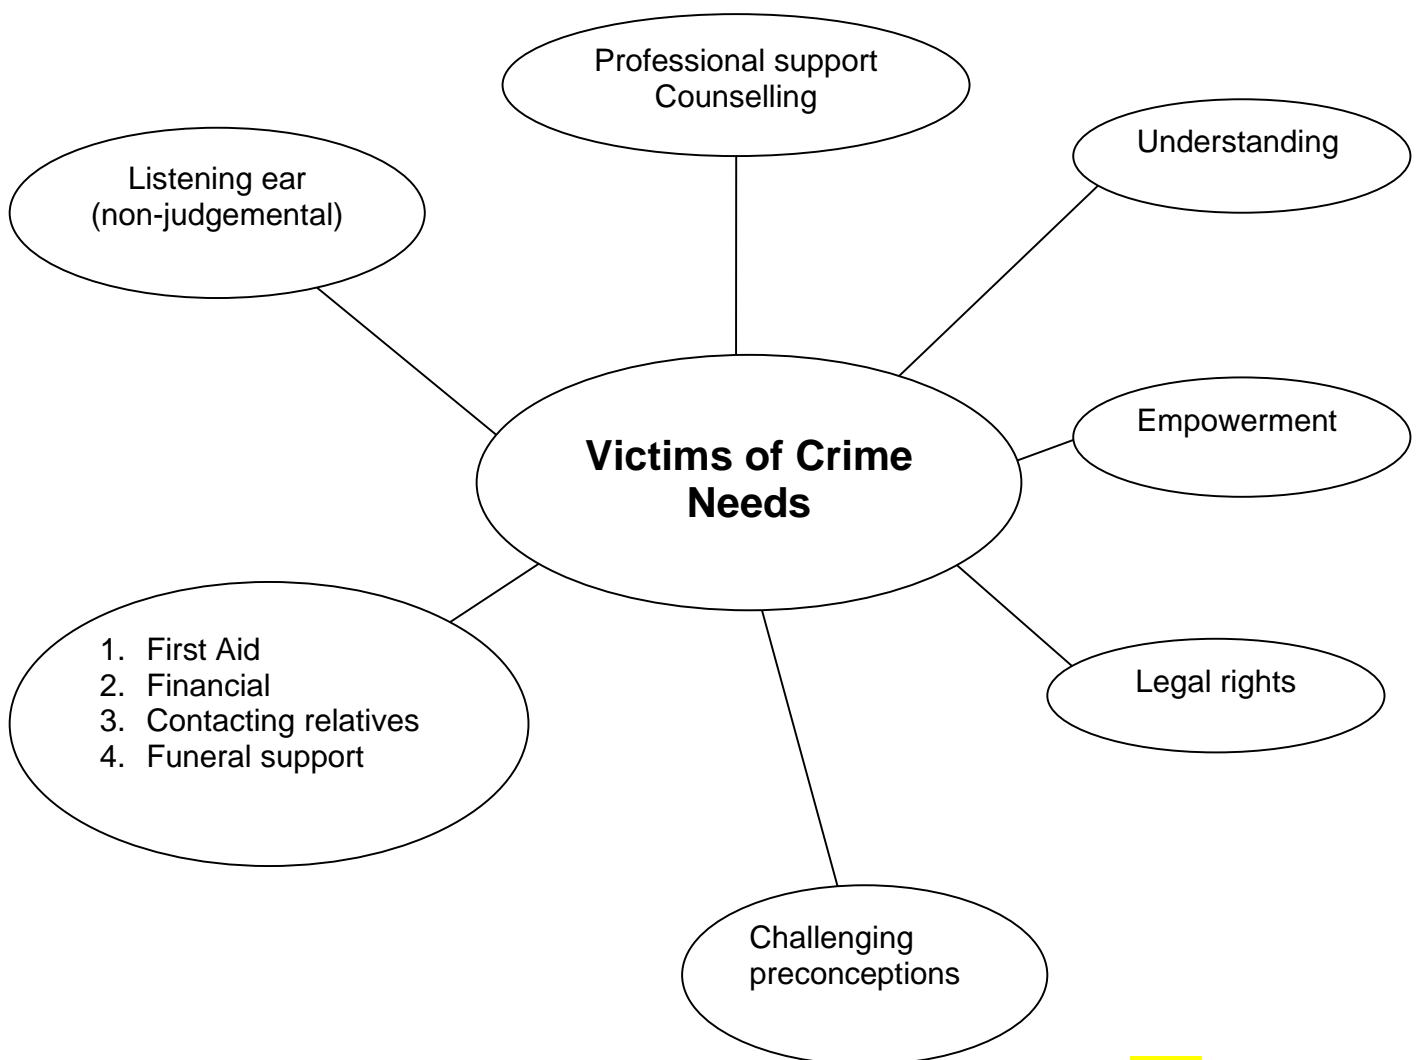 Professional support
Counselling
Understanding
Listening ear
(non-judgemental)
Empowerment
Victims of Crime
Needs
1. First Aid
2. Financial
3. Contacting relatives
4. Funeral support
Legal rights
Challenging
preconceptions